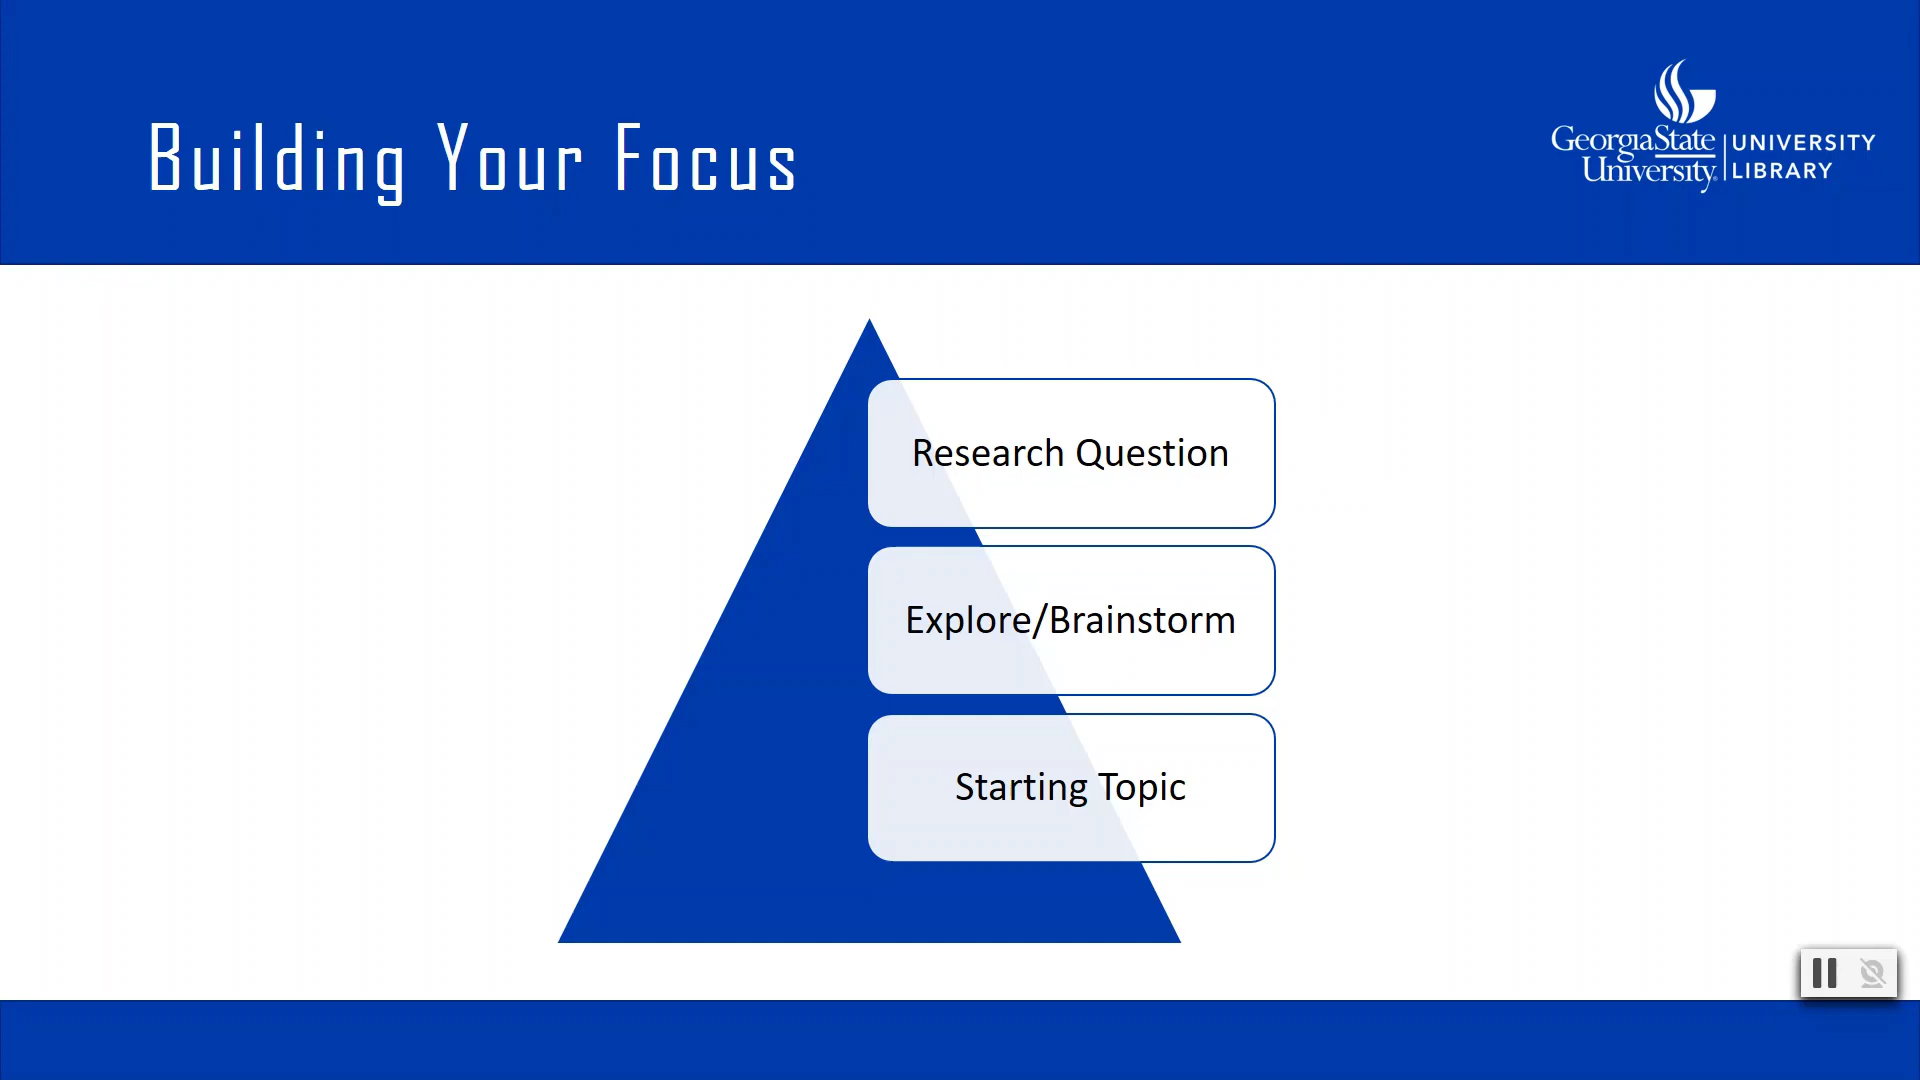 Building Your Focus
GeorgiaState
University
UNIVERSITY
LIBRARY
Research Question
Explore/Brainstorm
Starting Topic